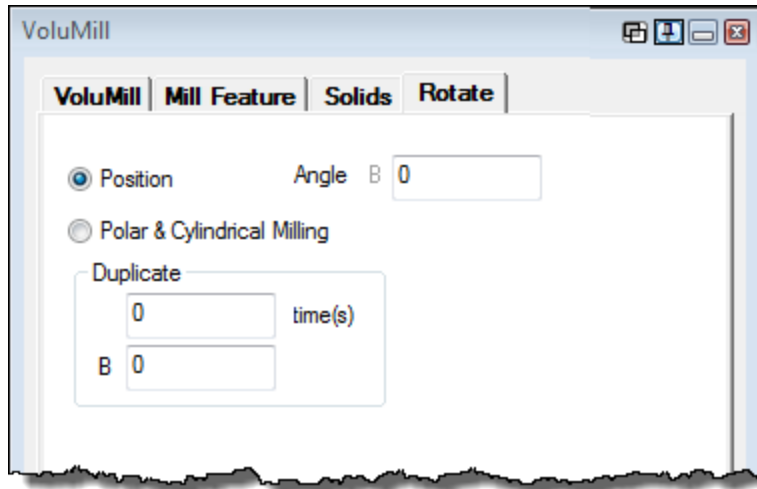 VoluMill
VoluMill Mill Feature Solids Rotate
Position Angle B 0
Polar & Cylindrical Milling
Duplicate
0 time(s)
B 0